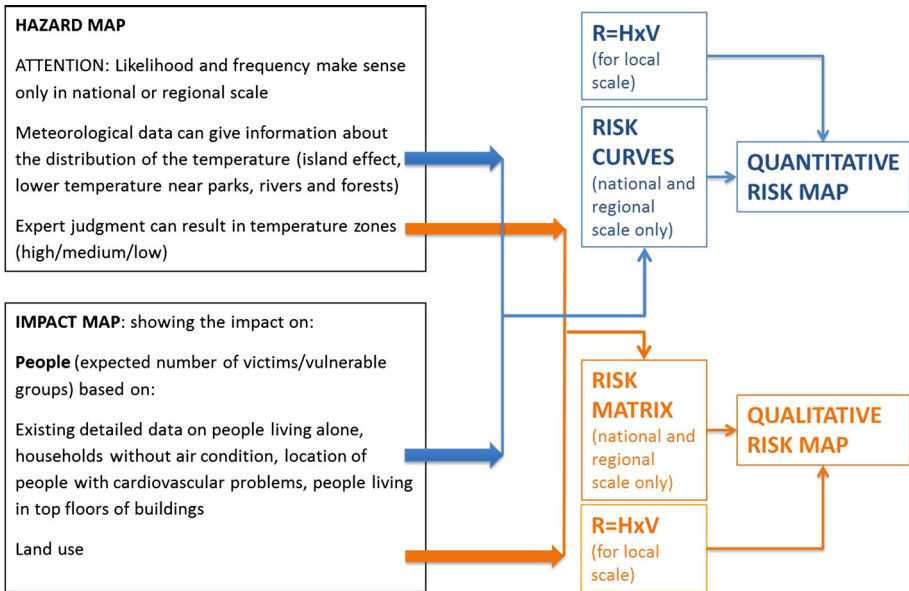 HAZARD MAP
ATTENTION: Likelihood and frequency make sense
only in national or regional scale
Meteorological data can give information about
the distribution of the temperature (island effect,
lower temperature near parks, rivers and forests)
Expert judgment can result in temperature zones
(high/medium/low)
IMPACT MAP: showing the impact on:
People (expected number of victims/vulnerable
groups) based on:
Existing detailed data on people living alone,
households without air condition, location of
people with cardiovascular problems, people living
in top floors of buildings
Land use
R=HxV
(for local
scale)
RISK
CURVES
(national and
regional
scale only)
QUANTITATIVE
RISK MAP
RISK
MATRIX
(national and
regional
scale only)
R=HxV
(for local
scale)
QUALITATIVE
RISK MAP